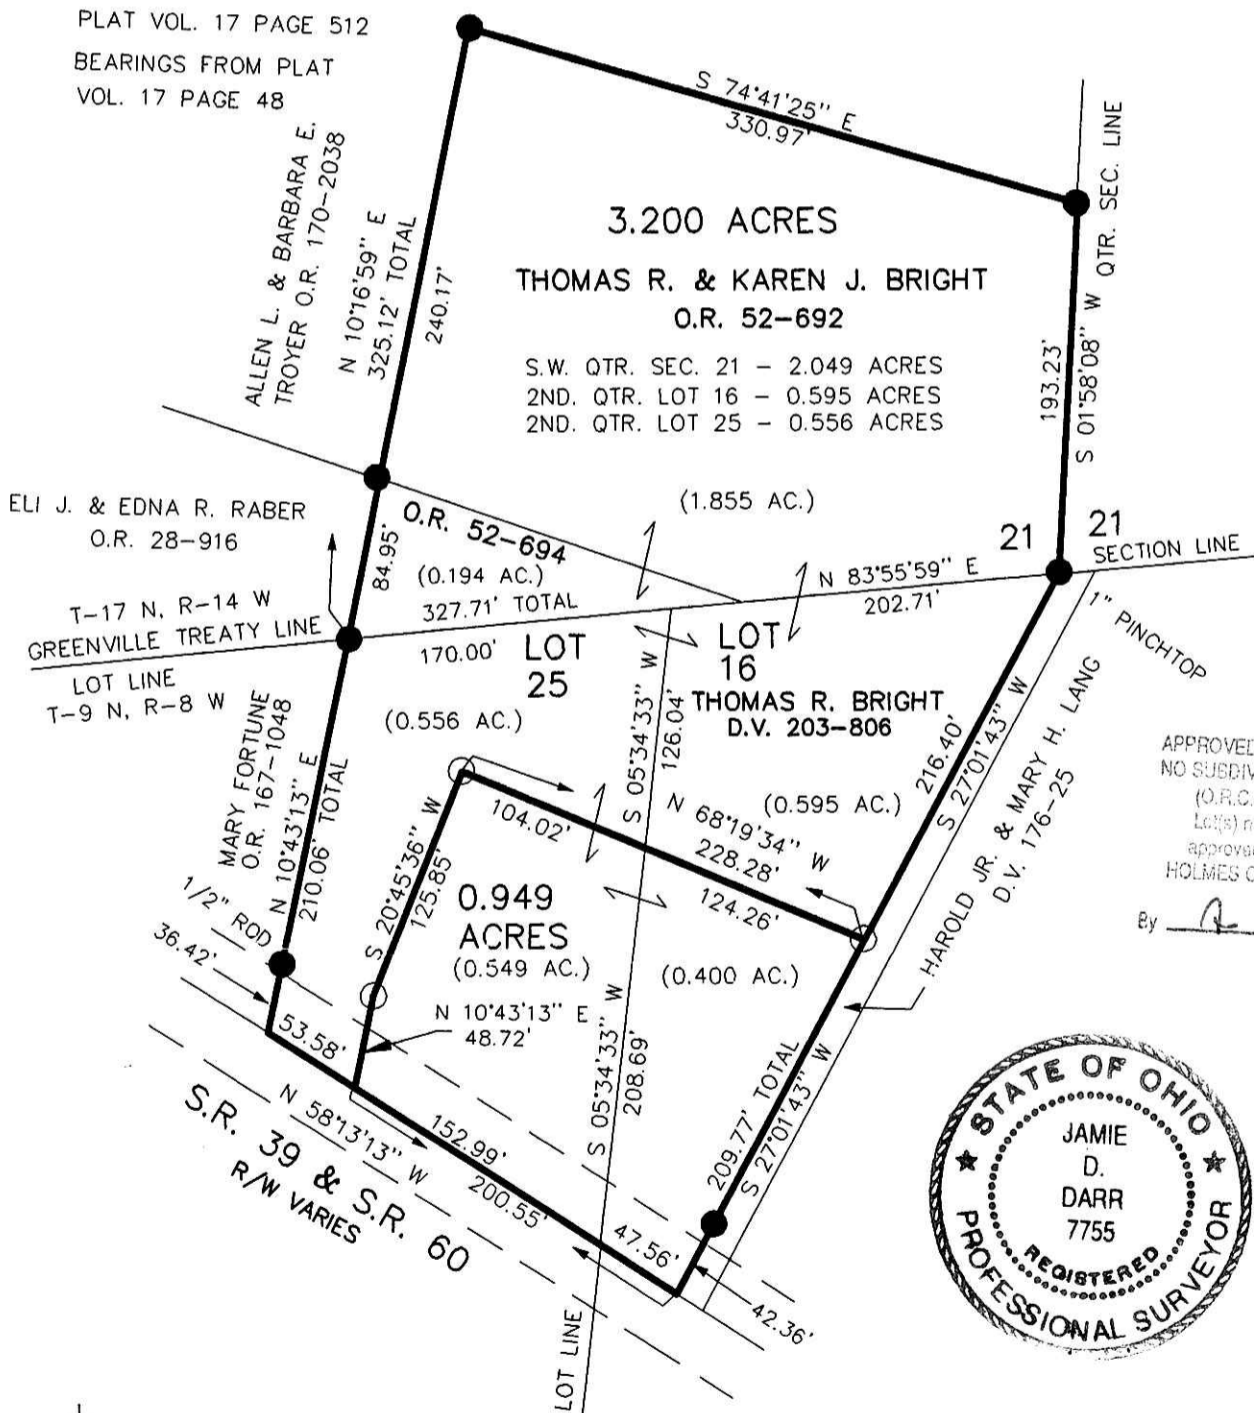 PLAT VOL. 17 PAGE 512
BEARINGS FROM PLAT
VOL. 17 PAGE 48
S 74°41'25" E
330.97'
QTR. SEC. LINE
ALLEN L. & BARBARA E.
TROYER O.R. 170-2038
N 10°16'59" E
325.12' TOTAL
240.17'
3.200 ACRES
THOMAS R. & KAREN J. BRIGHT
O.R. 52-692
S.W. QTR. SEC. 21 - 2.049 ACRES
2ND. QTR. LOT 16 - 0.595 ACRES
2ND. QTR. LOT 25 - 0.556 ACRES
193.23'
S 01°58'08" W
ELI J. & EDNA R. RABER
O.R. 28-916
O.R. 52-694
(1.855 AC.)
84.95'
(0.194 AC.)
21
21
SECTION LINE
N 83°55'59" E
202.71'
327.71' TOTAL
T-17 N, R-14 W
GREENVILLE TREATY LINE
LOT LINE
T-9 N, R-8 W
170.00'
LOT
25
LOT
16
1" PINCHTOP
THOMAS R. BRIGHT
D.V. 203-806
(0.556 AC.)
S 05°34'33" W
126.04'
216.40'
S 27°01'43" W
HAROLD JR. & MARY H. LANG
D.V. 176-25
MARY FORTUNE
O.R. 167-1048
N 10°43'13" E
210.06' TOTAL
104.02'
N 68°19'34" W
228.28'
124.26'
(0.595 AC.)
APPROVED
NO SUBDIV
(O.R.C.
Lot(s) n
approve
HOLMES C
By
1/2" ROD
36.42'
S 20°45'36" W
125.85'
0.949
ACRES
(0.549 AC.)
(0.400 AC.)
N 10°43'13" E
48.72'
53.58'
S 05°34'33" W
208.69'
209.77' TOTAL
S 27°01'43" W
N 58°13'13" W
152.99'
200.55'
47.56'
42.36'
S.R. 39 & S.R. 60
R/W VARIES
LOT LINE
STATE OF OHIO
JAMIE
D.
DARR
7755
REGISTERED
PROFESSIONAL SURVEYOR